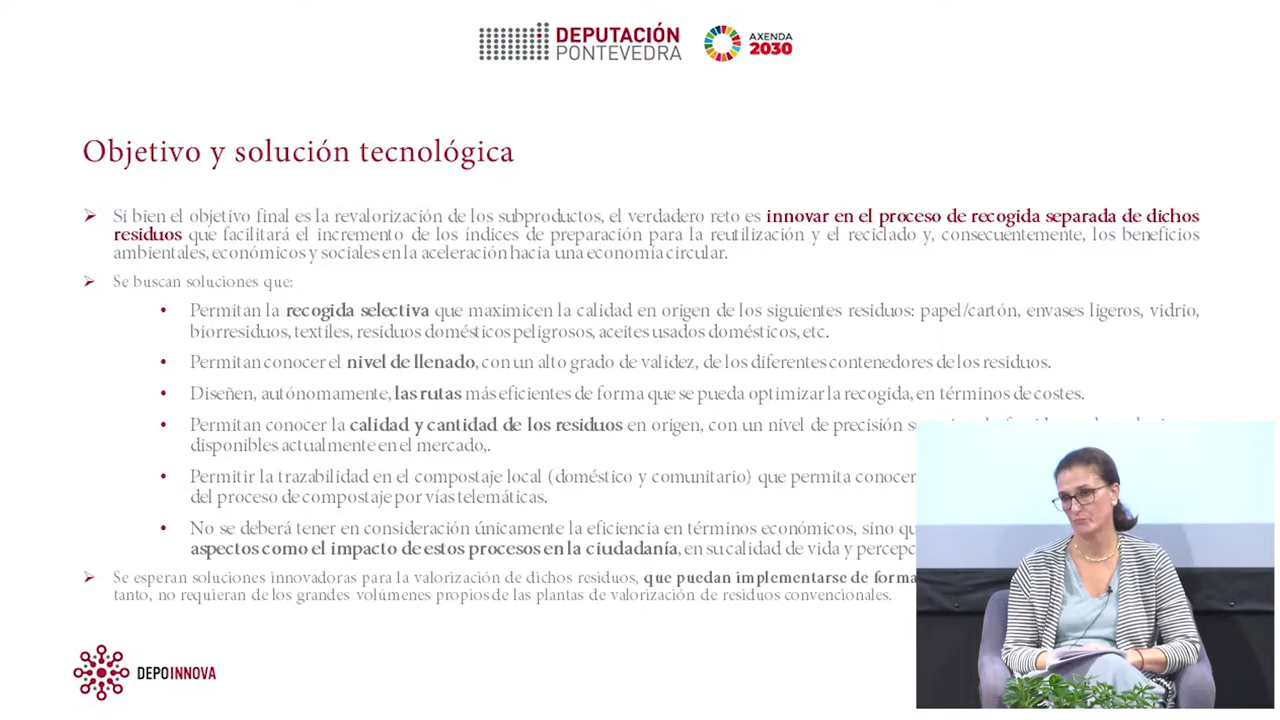 DEPUTACIÓN
PONTEVEDRA
AXENDA
2030
Objetivo y solución tecnológica
Si bien el objetivo final es la revalorización de los subproductos, el verdadero reto es innovar en el proceso de recogida separada de dichos
residuos que facilitará el incremento de los índices de preparación para la reutilización y el reciclado y, consecuentemente, los beneficios
ambientales, económicos y sociales en la aceleración hacia una economía circular.
Se buscan soluciones que:
Permitan la recogida selectiva que maximicen la calidad en origen de los siguientes residuos: papel/cartón, envases ligeros, vidrio,
biorresiduos, textiles, residuos domésticos peligrosos, aceites usados domésticos, etc.
Permitan conocer el nivel de llenado, con un alto grado de validez, de los diferentes contenedores de los residuos.
Diseñen, autónomamente, las rutas más eficientes de forma que se pueda optimizar la recogida, en términos de costes.
Permitan conocer la calidad y cantidad de los residuos en origen, con un nivel de precisión
disponibles actualmente en el mercado,.
Permitir la trazabilidad en el compostaje local (doméstico y comunitario) que permita conocer
del proceso de compostaje por vías telemáticas.
No se deberá tener en consideración únicamente la eficiencia en términos económicos, sino
aspectos como el impacto de estos procesos en la ciudadanía, en su calidad de vida y
Se esperan soluciones innovadoras para la valorización de dichos residuos, que puedan implementarse de forma
tanto, no requieran de los grandes volúmenes propios de las plantas de valorización de residuos convencionales.
DEPOINNOVA